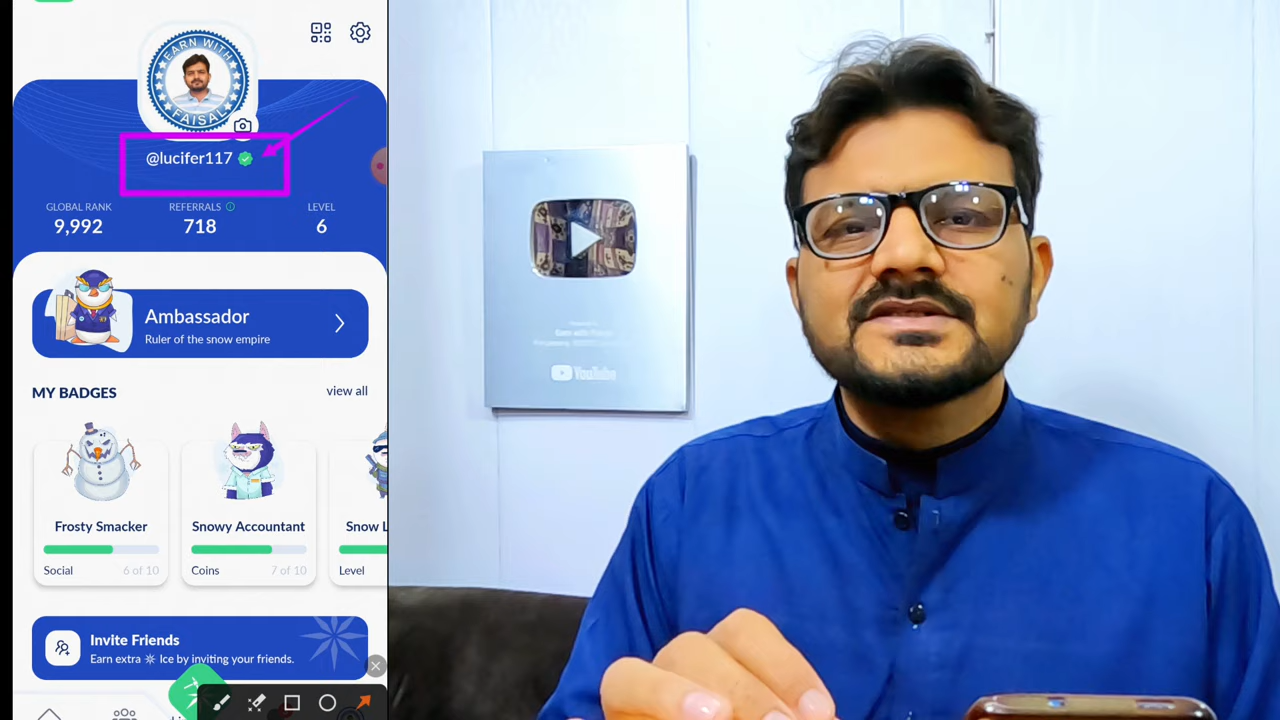 EARN WITH
FAISAL
@lucifer117
GLOBAL RANK
9,992
REFERRALS
718
LEVEL
6
Ambassador
Ruler of the snow empire
MY BADGES
view all
Frosty Smacker
Social
6 of 10
Snowy Accountant
Coins
7 of 10
Snow L
Level
Invite Friends
Earn extra Ice by inviting your friends.
YouTube